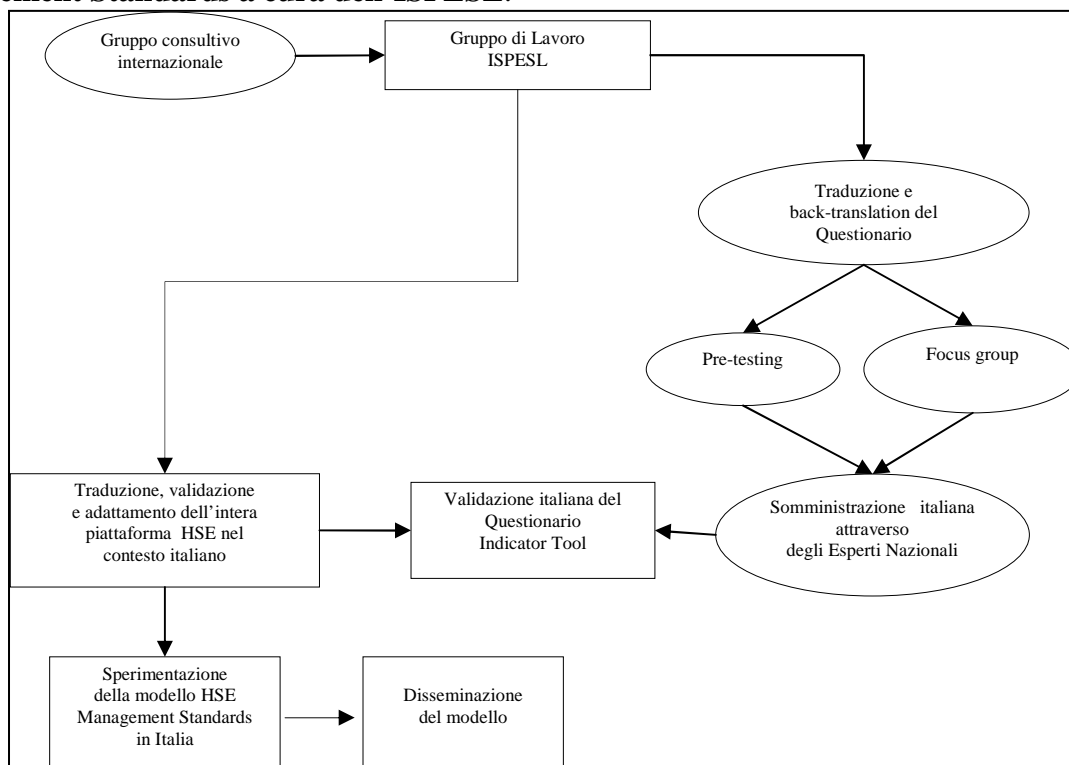 Gruppo consultivo
internazionale
Gruppo di Lavoro
ISPESL
Traduzione e
back-translation del
Questionario
Pre-testing
Focus group
Traduzione, validazione
e adattamento dell'intera
piattaforma HSE nel
contesto italiano
Validazione italiana del
Questionario
Indicator Tool
Somministrazione italiana
attraverso
degli Esperti Nazionali
Sperimentazione
della modello HSE
Management Standards
in Italia
Disseminazione
del modello